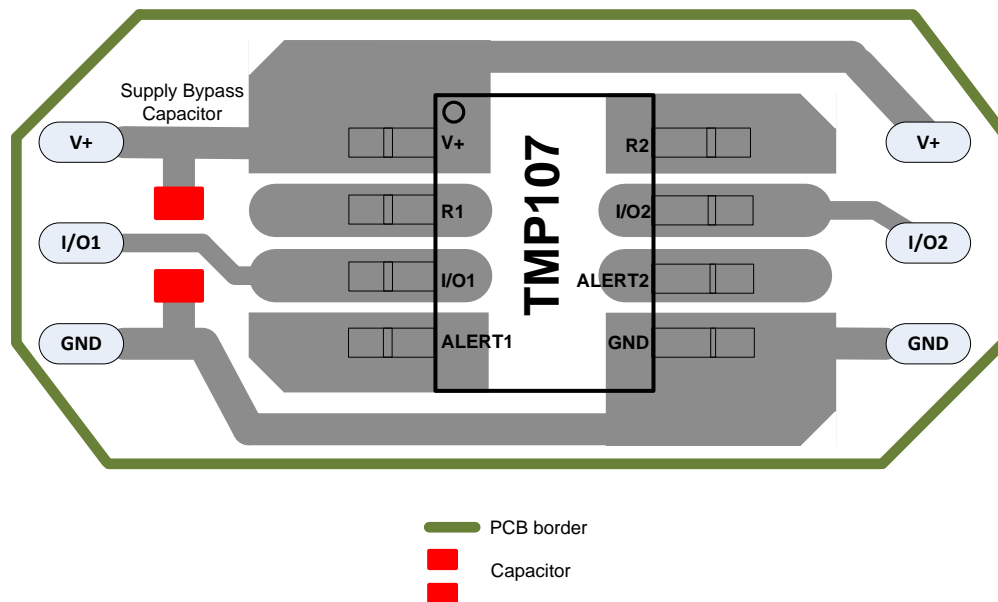 Supply Bypass
Capacitor
V+
I/O1
GND
V+
R1
I/O1
ALERT1
TMP107
R2
I/O2
ALERT2
GND
V+
I/O2
GND
PCB border
Capacitor